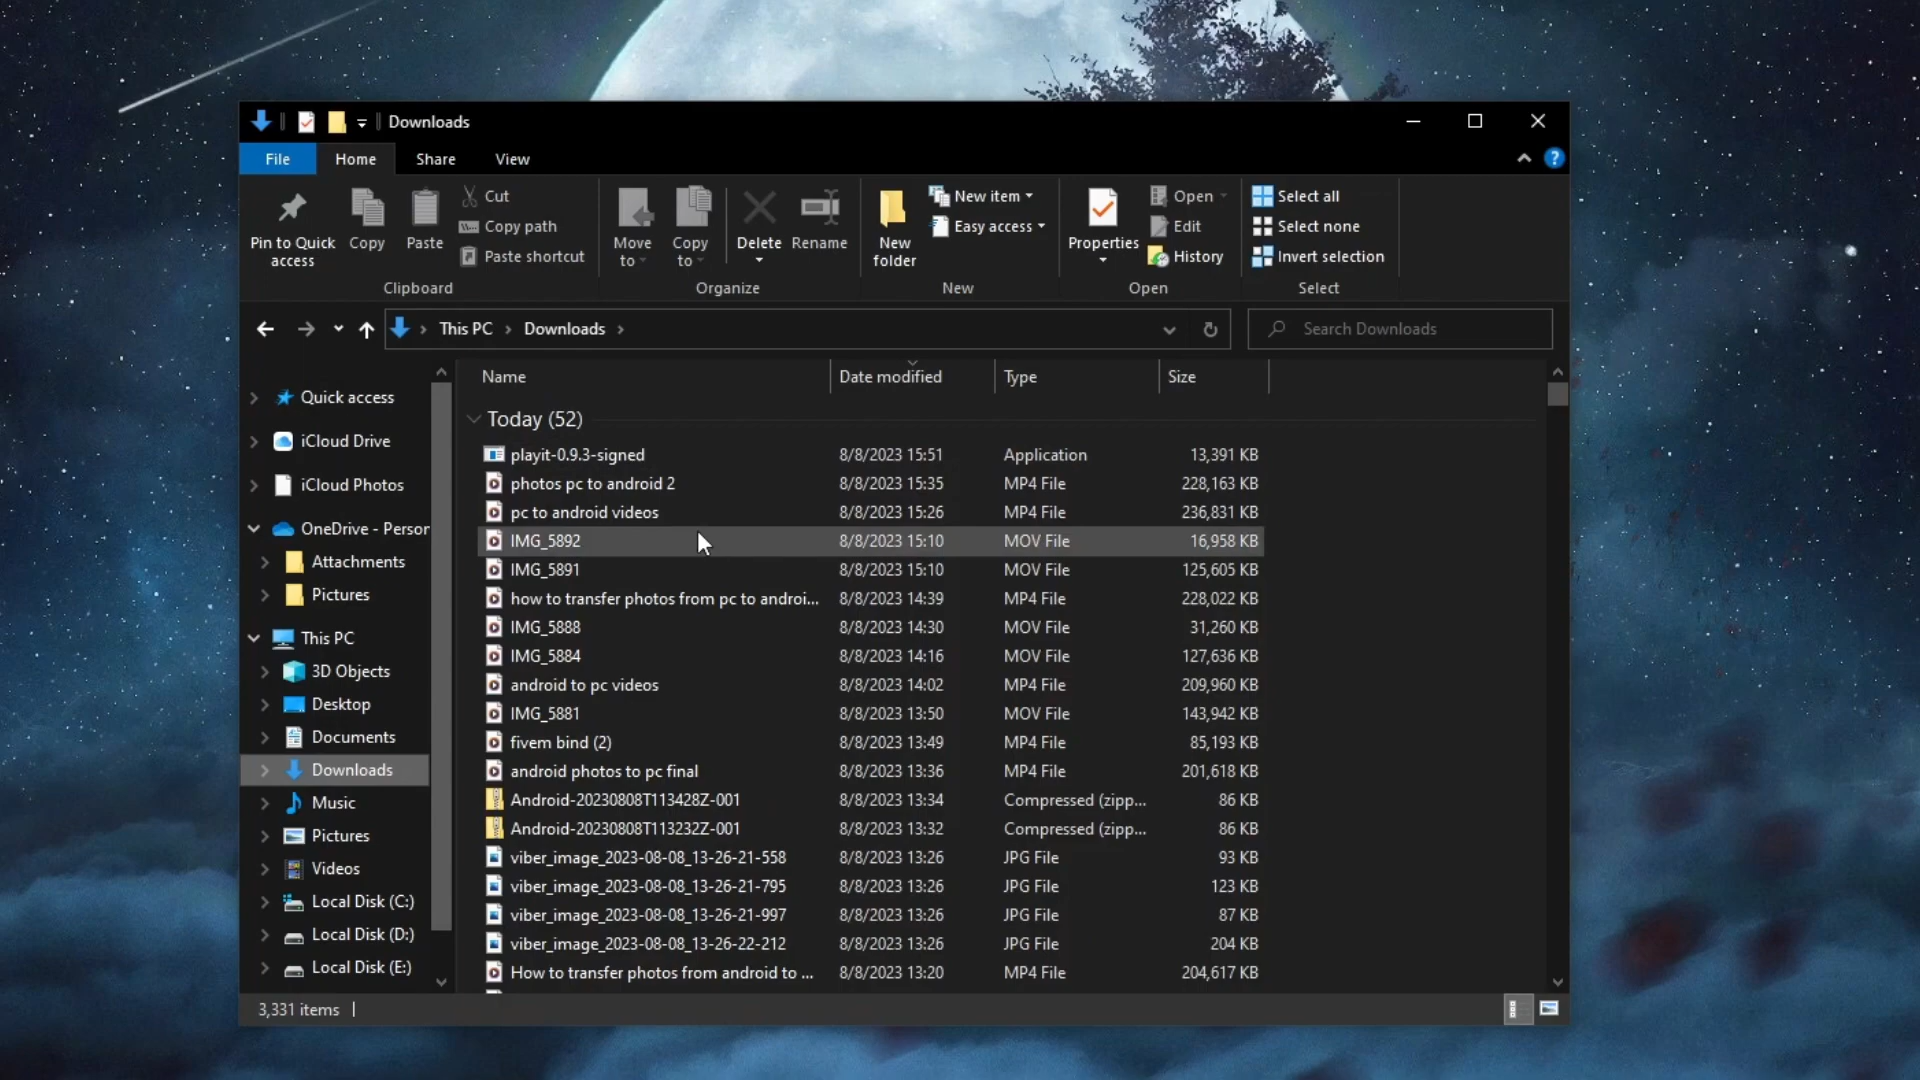 Downloads
File Home Share View
Pin to Quick access
Copy
Paste
Cut
Copy path
Paste shortcut
Clipboard
Move to
Copy to
Delete
Rename
Organize
New folder
New item
Easy access
New
Properties
Open
Edit
History
Open
Select all
Select none
Invert selection
Select
This PC Downloads
Search Downloads
Quick access
iCloud Drive
iCloud Photos
OneDrive - Person
Attachments
Pictures
This PC
3D Objects
Desktop
Documents
Downloads
Music
Pictures
Videos
Local Disk (C:)
Local Disk (D:)
Local Disk (E:)
Name Date modified Type Size
Today (52)
playit-0.9.3-signed 8/8/2023 15:51 Application 13,391 KB
photos pc to android 2 8/8/2023 15:35 MP4 File 228,163 KB
pc to android videos 8/8/2023 15:26 MP4 File 236,831 KB
IMG_5892 8/8/2023 15:10 MOV File 16,958 KB
IMG_5891 8/8/2023 15:10 MOV File 125,605 KB
how to transfer photos from pc to androi... 8/8/2023 14:39 MP4 File 228,022 KB
IMG_5888 8/8/2023 14:30 MOV File 31,260 KB
IMG_5884 8/8/2023 14:16 MOV File 127,636 KB
android to pc videos 8/8/2023 14:02 MP4 File 209,960 KB
IMG_5881 8/8/2023 13:50 MOV File 143,942 KB
fivem bind (2) 8/8/2023 13:49 MP4 File 85,193 KB
android photos to pc final 8/8/2023 13:36 MP4 File 201,618 KB
Android-20230808T113428Z-001 8/8/2023 13:34 Compressed (zipp... 86 KB
Android-20230808T113232Z-001 8/8/2023 13:32 Compressed (zipp... 86 KB
viber_image_2023-08-08_13-26-21-558 8/8/2023 13:26 JPG File 93 KB
viber_image_2023-08-08_13-26-21-795 8/8/2023 13:26 JPG File 123 KB
viber_image_2023-08-08_13-26-21-997 8/8/2023 13:26 JPG File 87 KB
viber_image_2023-08-08_13-26-22-212 8/8/2023 13:26 JPG File 204 KB
How to transfer photos from android to ... 8/8/2023 13:20 MP4 File 204,617 KB
3,331 items